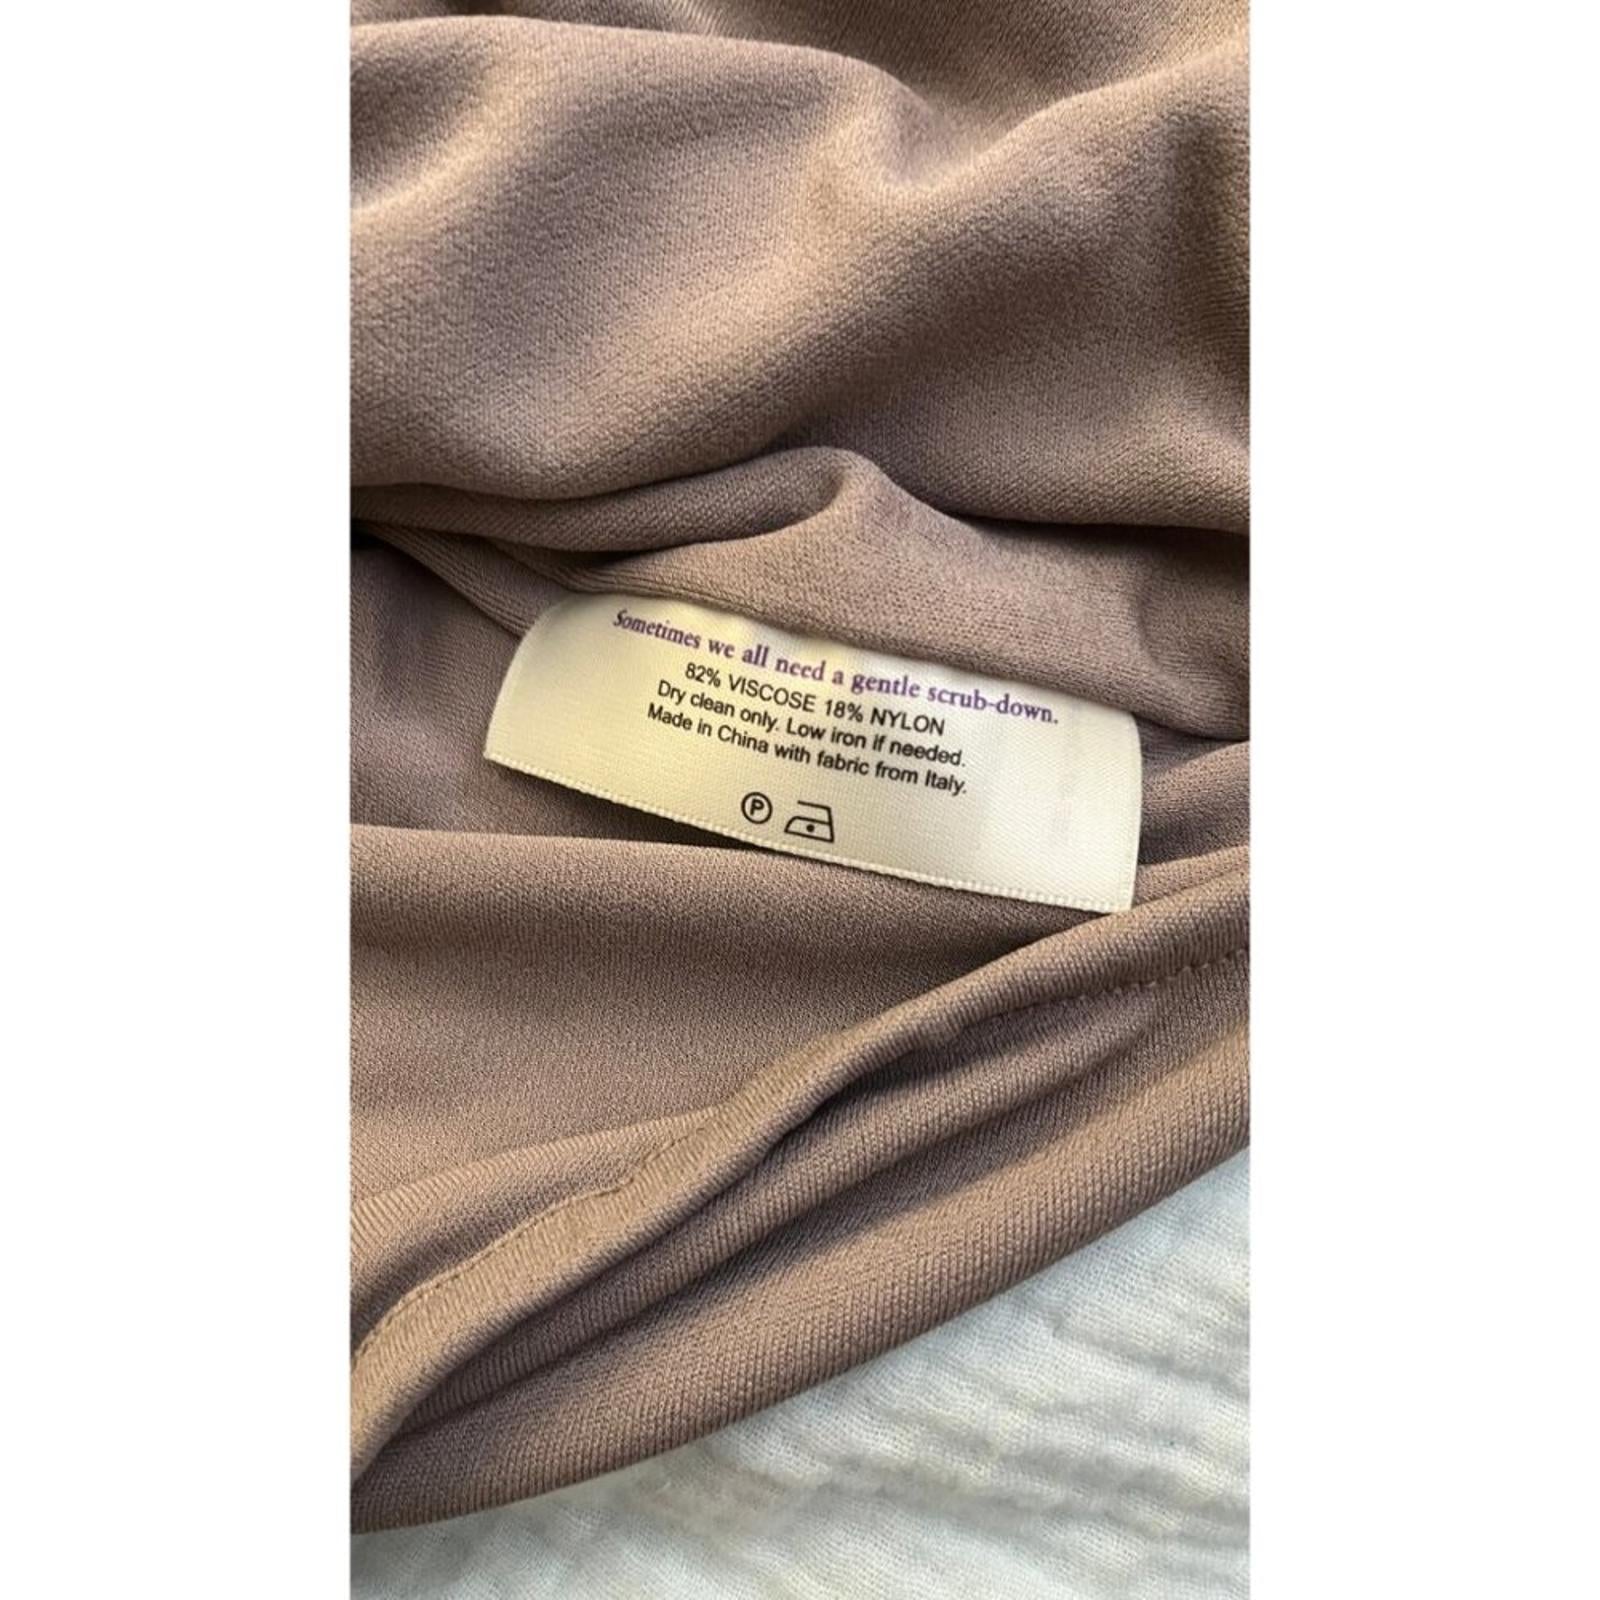 Sometimes we all need a gentle scrub-down.
82% VISCOSE 18% NYLON
Dry clean only. Low iron if needed.
Made in China with fabric from Italy.
P